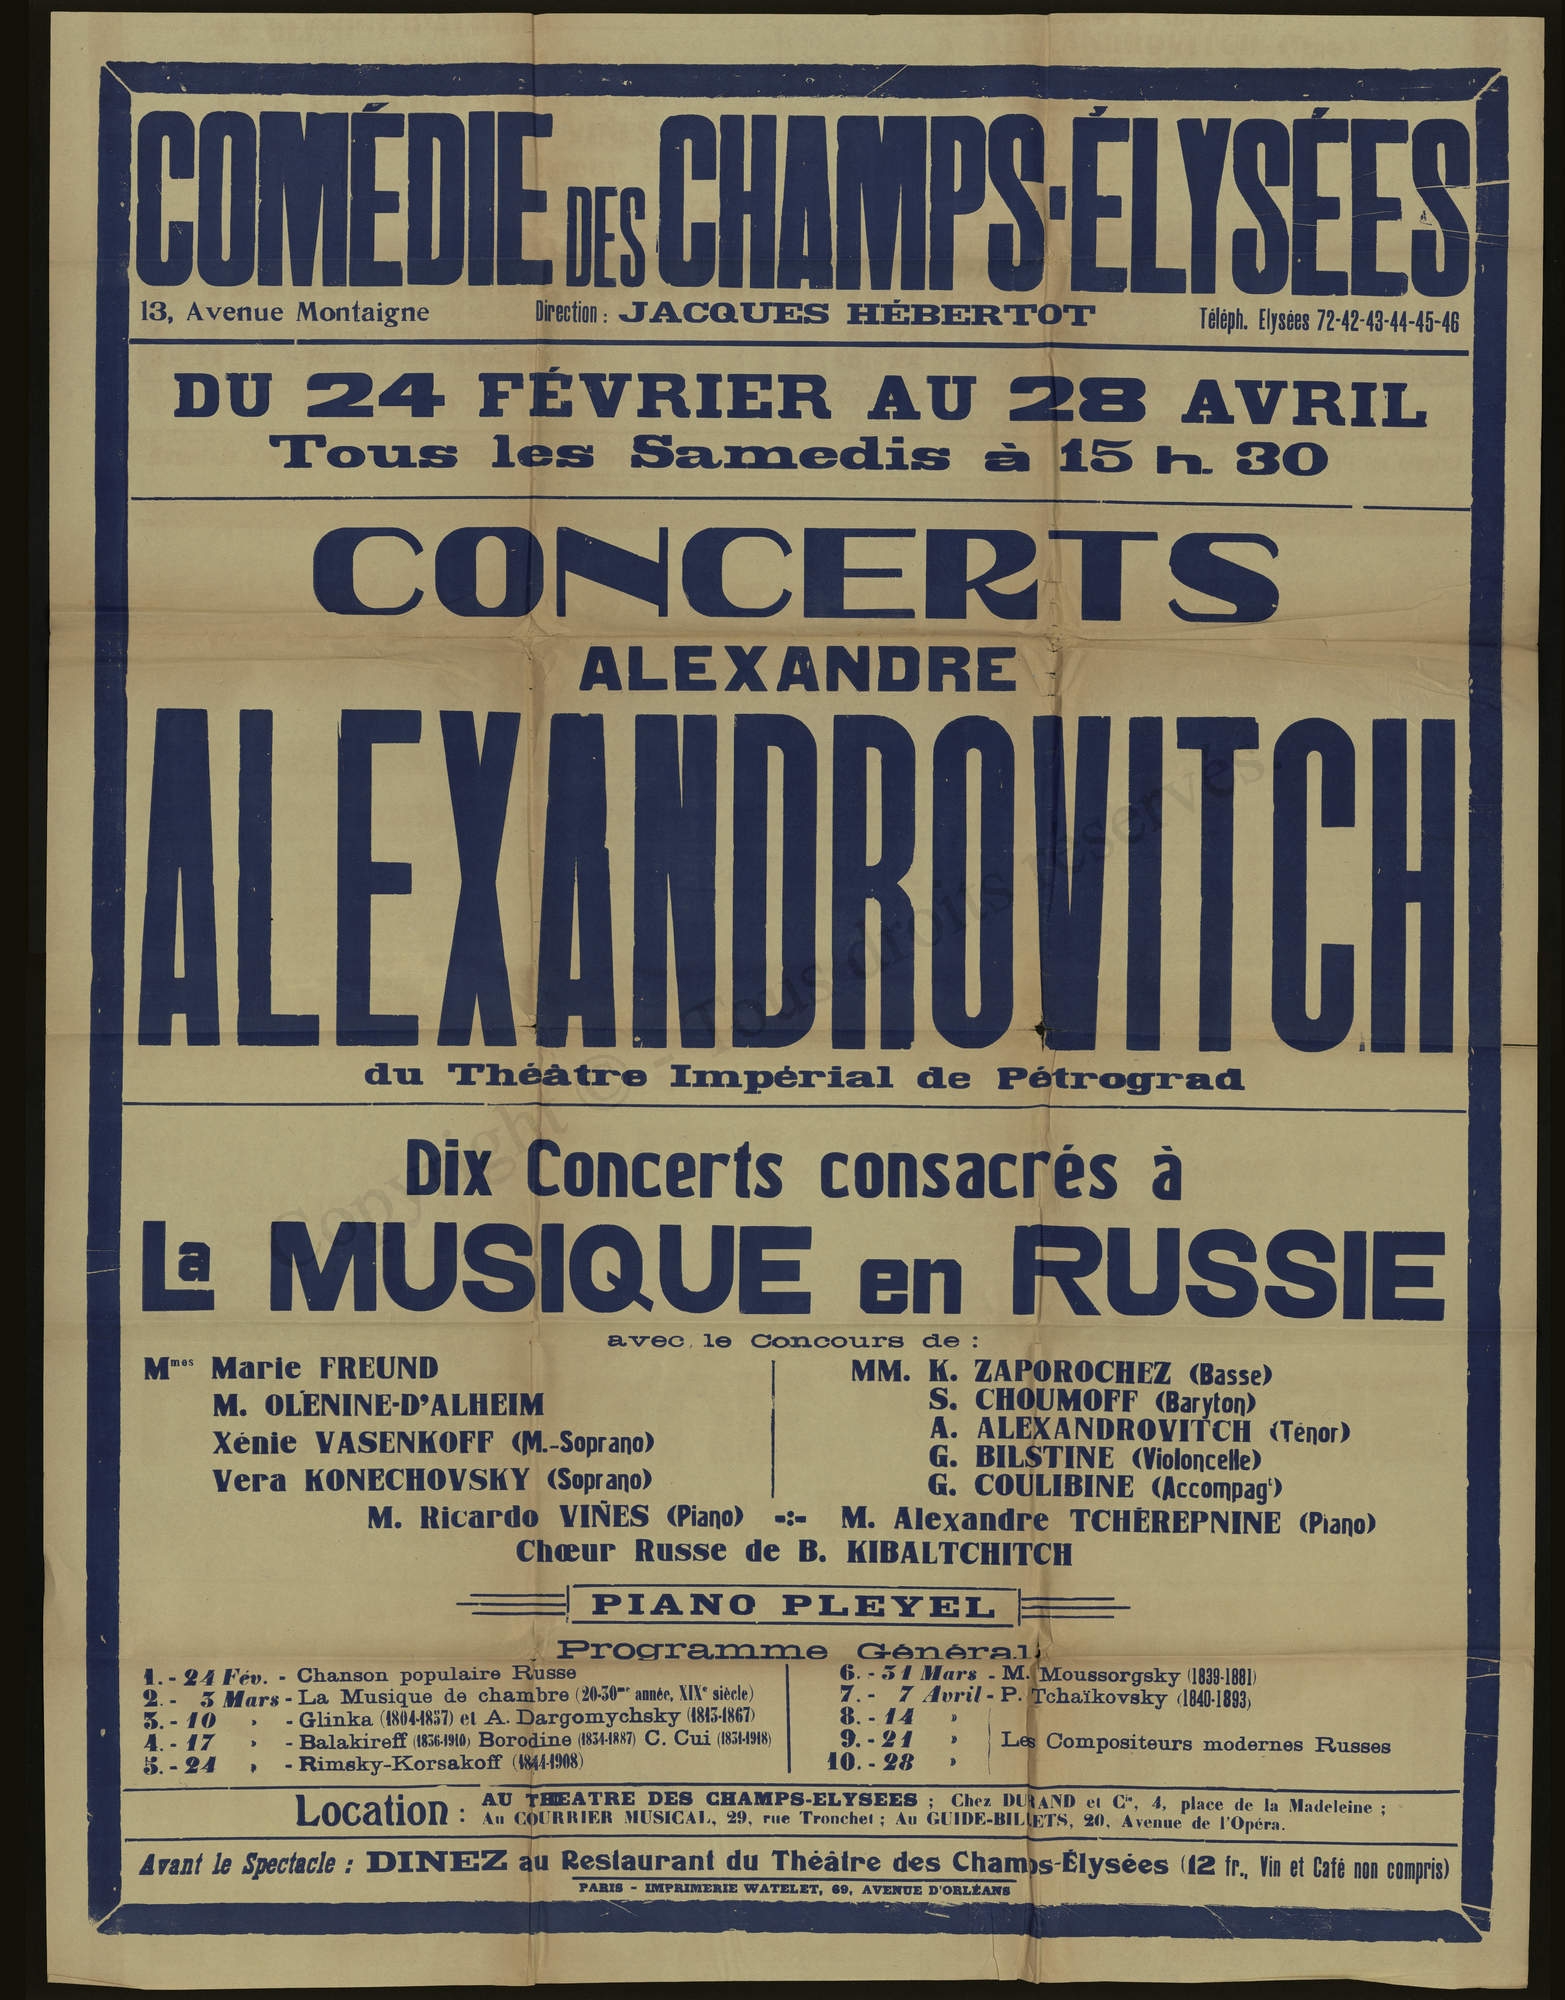 COMÉDIE DES CHAMPS-ÉLYSÉES
13, Avenue Montaigne Direction : JACQUES HÉBERTOT Téléph. Elysées 72-42-43-44-45-46
DU 24 FÉVRIER AU 28 AVRIL
Tous les Samedis à 15 h. 30
CONCERTS
ALEXANDRE
ALEXANDROVITCH
du Théâtre Impérial de Pétrograd
Dix Concerts consacrés à
La MUSIQUE en RUSSIE
avec le Concours de :
Mmes Marie FREUND
M. OLÉNINE-D'ALHEIM
Xénie VASENKOFF (M.-Soprano)
Vera KONECHOVSKY (Soprano)
MM. K. ZAPOROCHEZ (Basse)
S. CHOUMOFF (Baryton)
A. ALEXANDROVITCH (Ténor)
G. BILSTINE (Violoncelle)
G. COULIBINE (Accompagt)
M. Ricardo VIÑES (Piano) -:- M. Alexandre TCHÉREPNINE (Piano)
Chœur Russe de B. KIBALTCHITCH
PIANO PLEYEL
Programme Général
1. - 24 Fév. - Chanson populaire Russe
2. - 3 Mars - La Musique de chambre (20-30me année, XIXe siècle)
3. - 10 » - Glinka (1804-1857) et A. Dargomychsky (1813-1867)
4. - 17 » - Balakireff (1836-1910) Borodine (1834-1887) C. Cui (1831-1918)
5. - 24 » - Rimsky-Korsakoff (1844-1908)
6. - 31 Mars - M. Moussorgsky (1839-1881)
7. - 7 Avril - P. Tchaïkovsky (1840-1893)
8. - 14 »
9. - 21 » Les Compositeurs modernes Russes
10. - 28 »
Location : AU THEATRE DES CHAMPS-ELYSEES ; Chez DURAND et Cie, 4, place de la Madeleine ;
Au COURRIER MUSICAL, 29, rue Tronchet ; Au GUIDE-BILLETS, 20, Avenue de l'Opéra.
Avant le Spectacle : DINEZ au Restaurant du Théâtre des Champs-Élysées (12 fr., Vin et Café non compris)
PARIS - IMPRIMERIE WATELET, 69, AVENUE D'ORLÉANS
Copyright © - Tous droits réservés.